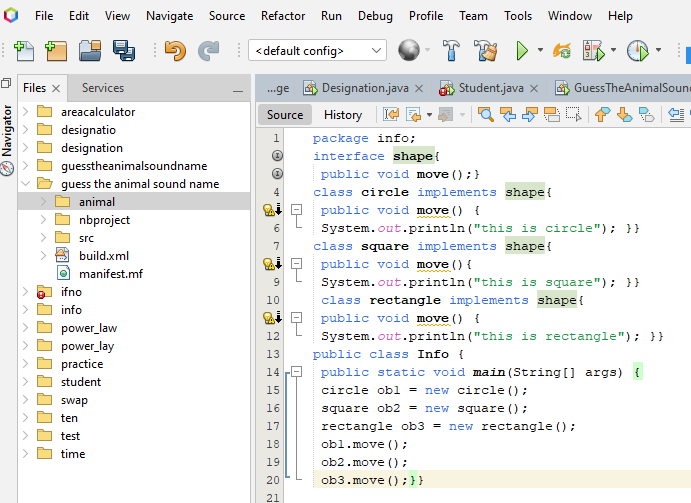 File Edit View Navigate Source Refactor Run Debug Profile Team Tools Window Help
<default config>
Files Services
...ge Designation.java Student.java GuessTheAnimalSoun
Navigator
Source History
areacalculator
designatio
designation
guesstheanimalsoundname
guess the animal sound name
animal
nbproject
src
build.xml
manifest.mf
ifno
info
power_law
power_lay
practice
student
swap
ten
test
time
1 package info;
interface shape{
public void move();}
4 class circle implements shape{
public void move() {
6 System.out.println("this is circle"); }}
7 class square implements shape{
public void move(){
9 System.out.println("this is square"); }}
10 class rectangle implements shape{
public void move() {
12 System.out.println("this is rectangle"); }}
13 public class Info {
14 public static void main(String[] args) {
15 circle ob1 = new circle();
16 square ob2 = new square();
17 rectangle ob3 = new rectangle();
18 ob1.move();
19 ob2.move();
20 ob3.move();}}
21